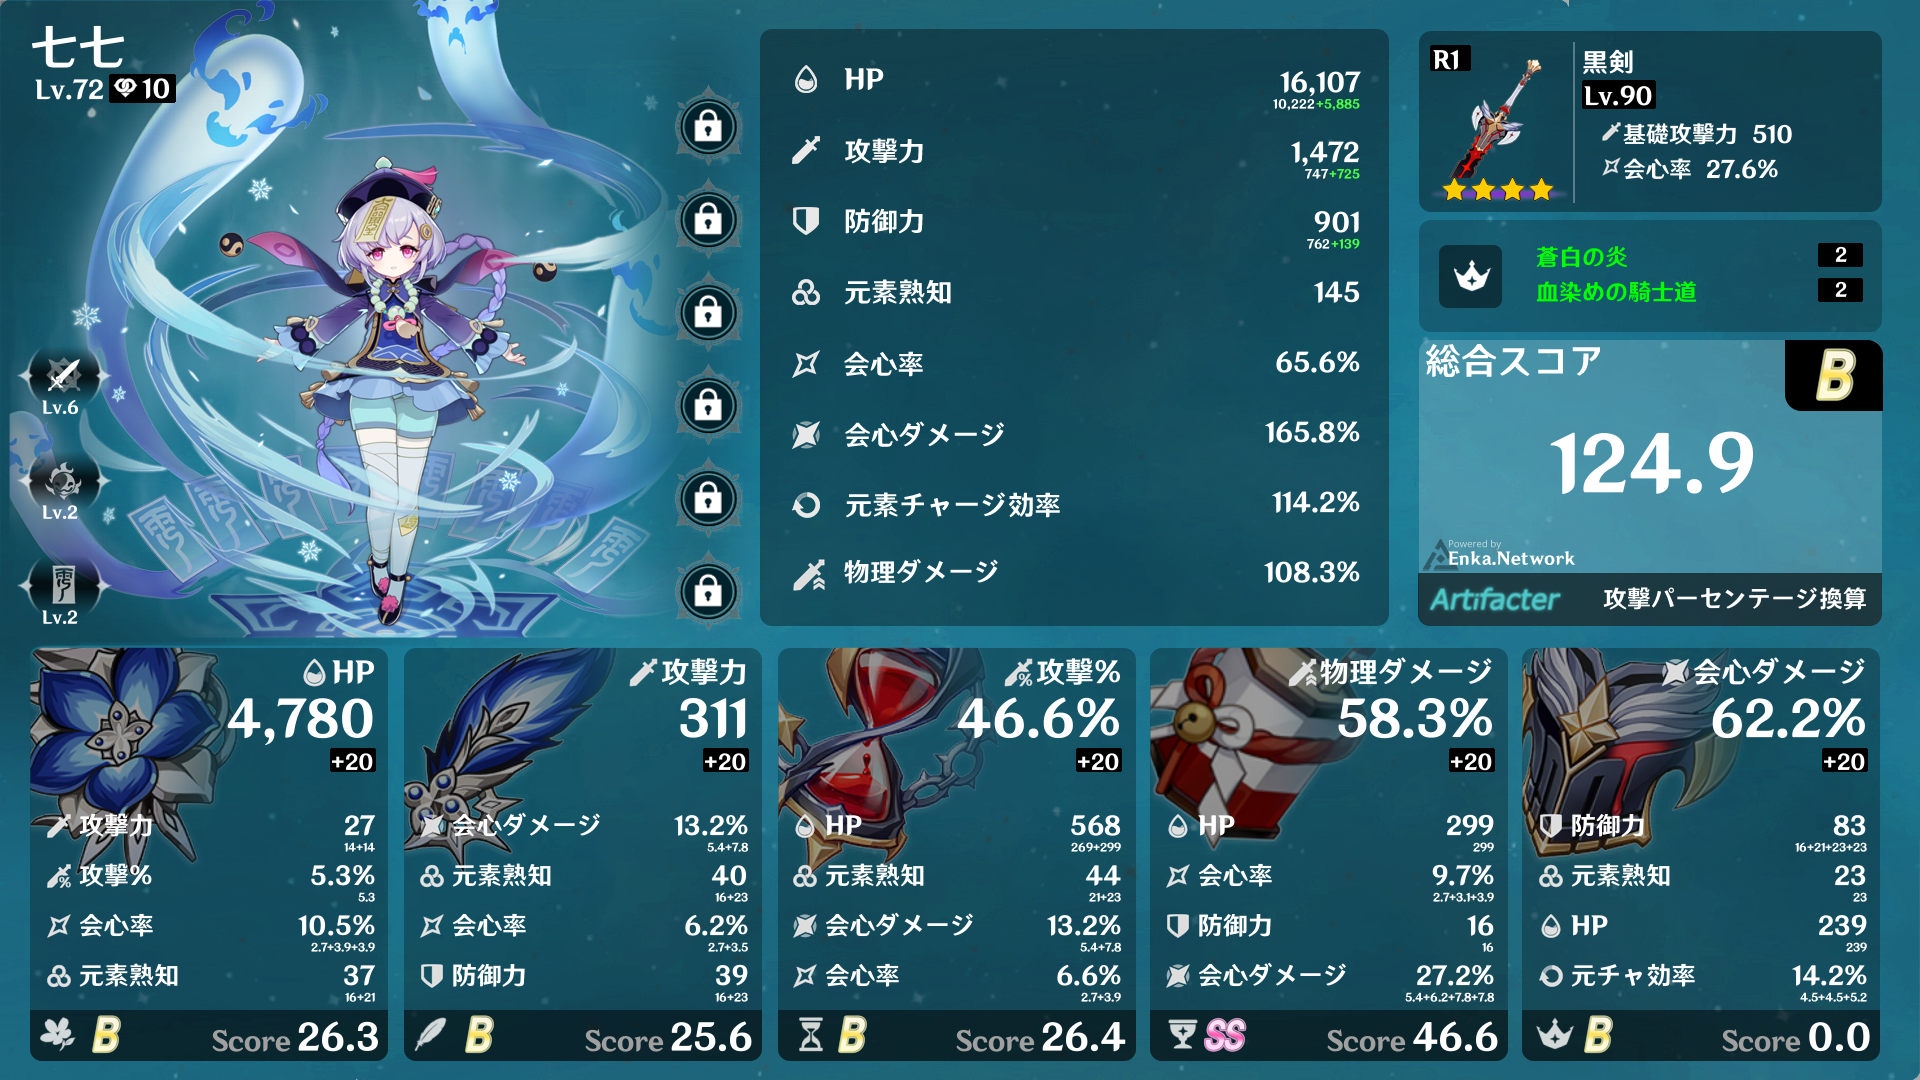 七七
Lv.72 10
Lv.6
Lv.2
Lv.2
HP 16,107
10,222+5,885
攻撃力 1,472
747+725
防御力 901
762+139
元素熟知 145
会心率 65.6%
会心ダメージ 165.8%
元素チャージ効率 114.2%
物理ダメージ 108.3%
R1
黒剣
Lv.90
基礎攻撃力 510
会心率 27.6%
蒼白の炎 2
血染めの騎士道 2
総合スコア B
124.9
Powered by
Enka.Network
Artifacter 攻撃パーセンテージ換算
HP
4,780
+20
攻撃力 27
14+14
攻撃% 5.3%
5.3
会心率 10.5%
2.7+3.9+3.9
元素熟知 37
16+21
B Score 26.3
攻撃力
311
+20
会心ダメージ 13.2%
5.4+7.8
元素熟知 40
16+23
会心率 6.2%
2.7+3.5
防御力 39
16+23
B Score 25.6
攻撃%
46.6%
+20
HP 568
269+299
元素熟知 44
21+23
会心ダメージ 13.2%
5.4+7.8
会心率 6.6%
2.7+3.9
B Score 26.4
物理ダメージ
58.3%
+20
HP 299
299
会心率 9.7%
2.7+3.1+3.9
防御力 16
16
会心ダメージ 27.2%
5.4+6.2+7.8+7.8
SS Score 46.6
会心ダメージ
62.2%
+20
防御力 83
16+21+23+23
元素熟知 23
23
HP 239
239
元チャ効率 14.2%
4.5+4.5+5.2
B Score 0.0